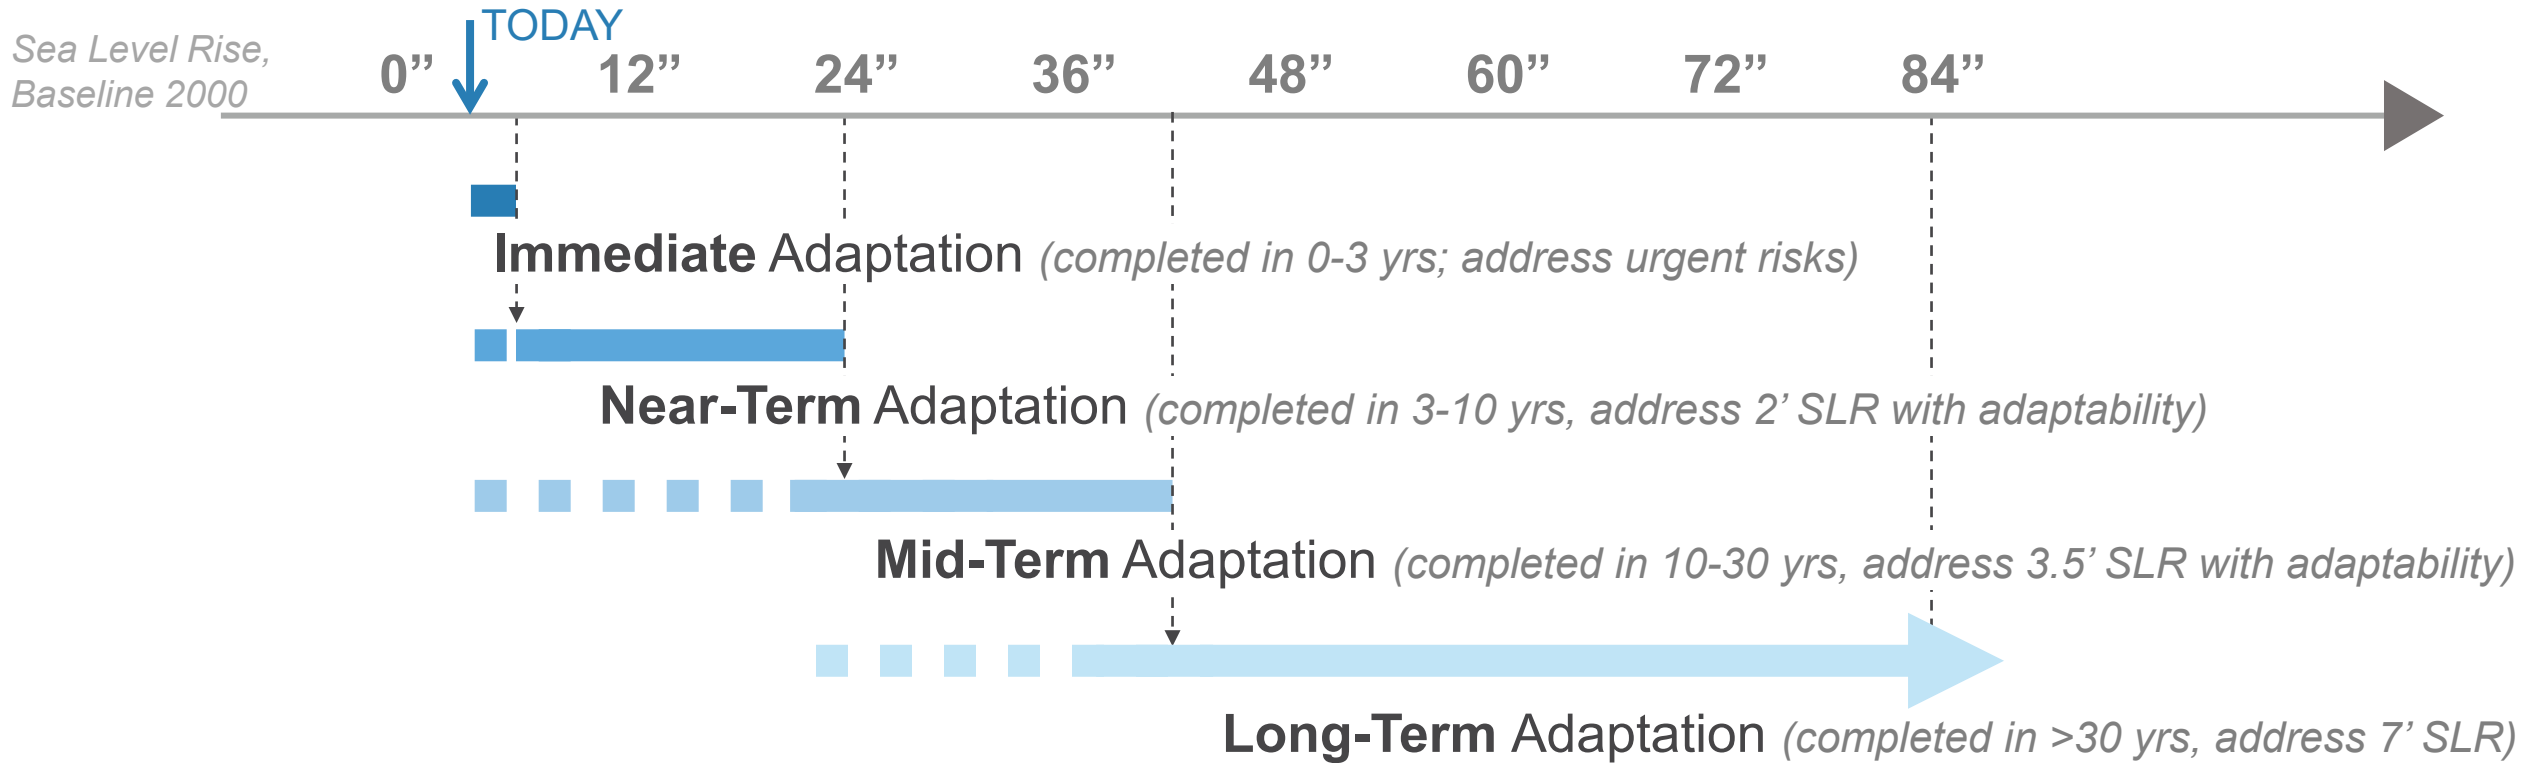 TODAY
Sea Level Rise,
Baseline 2000
0” 12” 24” 36” 48” 60” 72” 84”
Immediate Adaptation (completed in 0-3 yrs; address urgent risks)
Near-Term Adaptation (completed in 3-10 yrs, address 2’ SLR with adaptability)
Mid-Term Adaptation (completed in 10-30 yrs, address 3.5’ SLR with adaptability)
Long-Term Adaptation (completed in >30 yrs, address 7’ SLR)